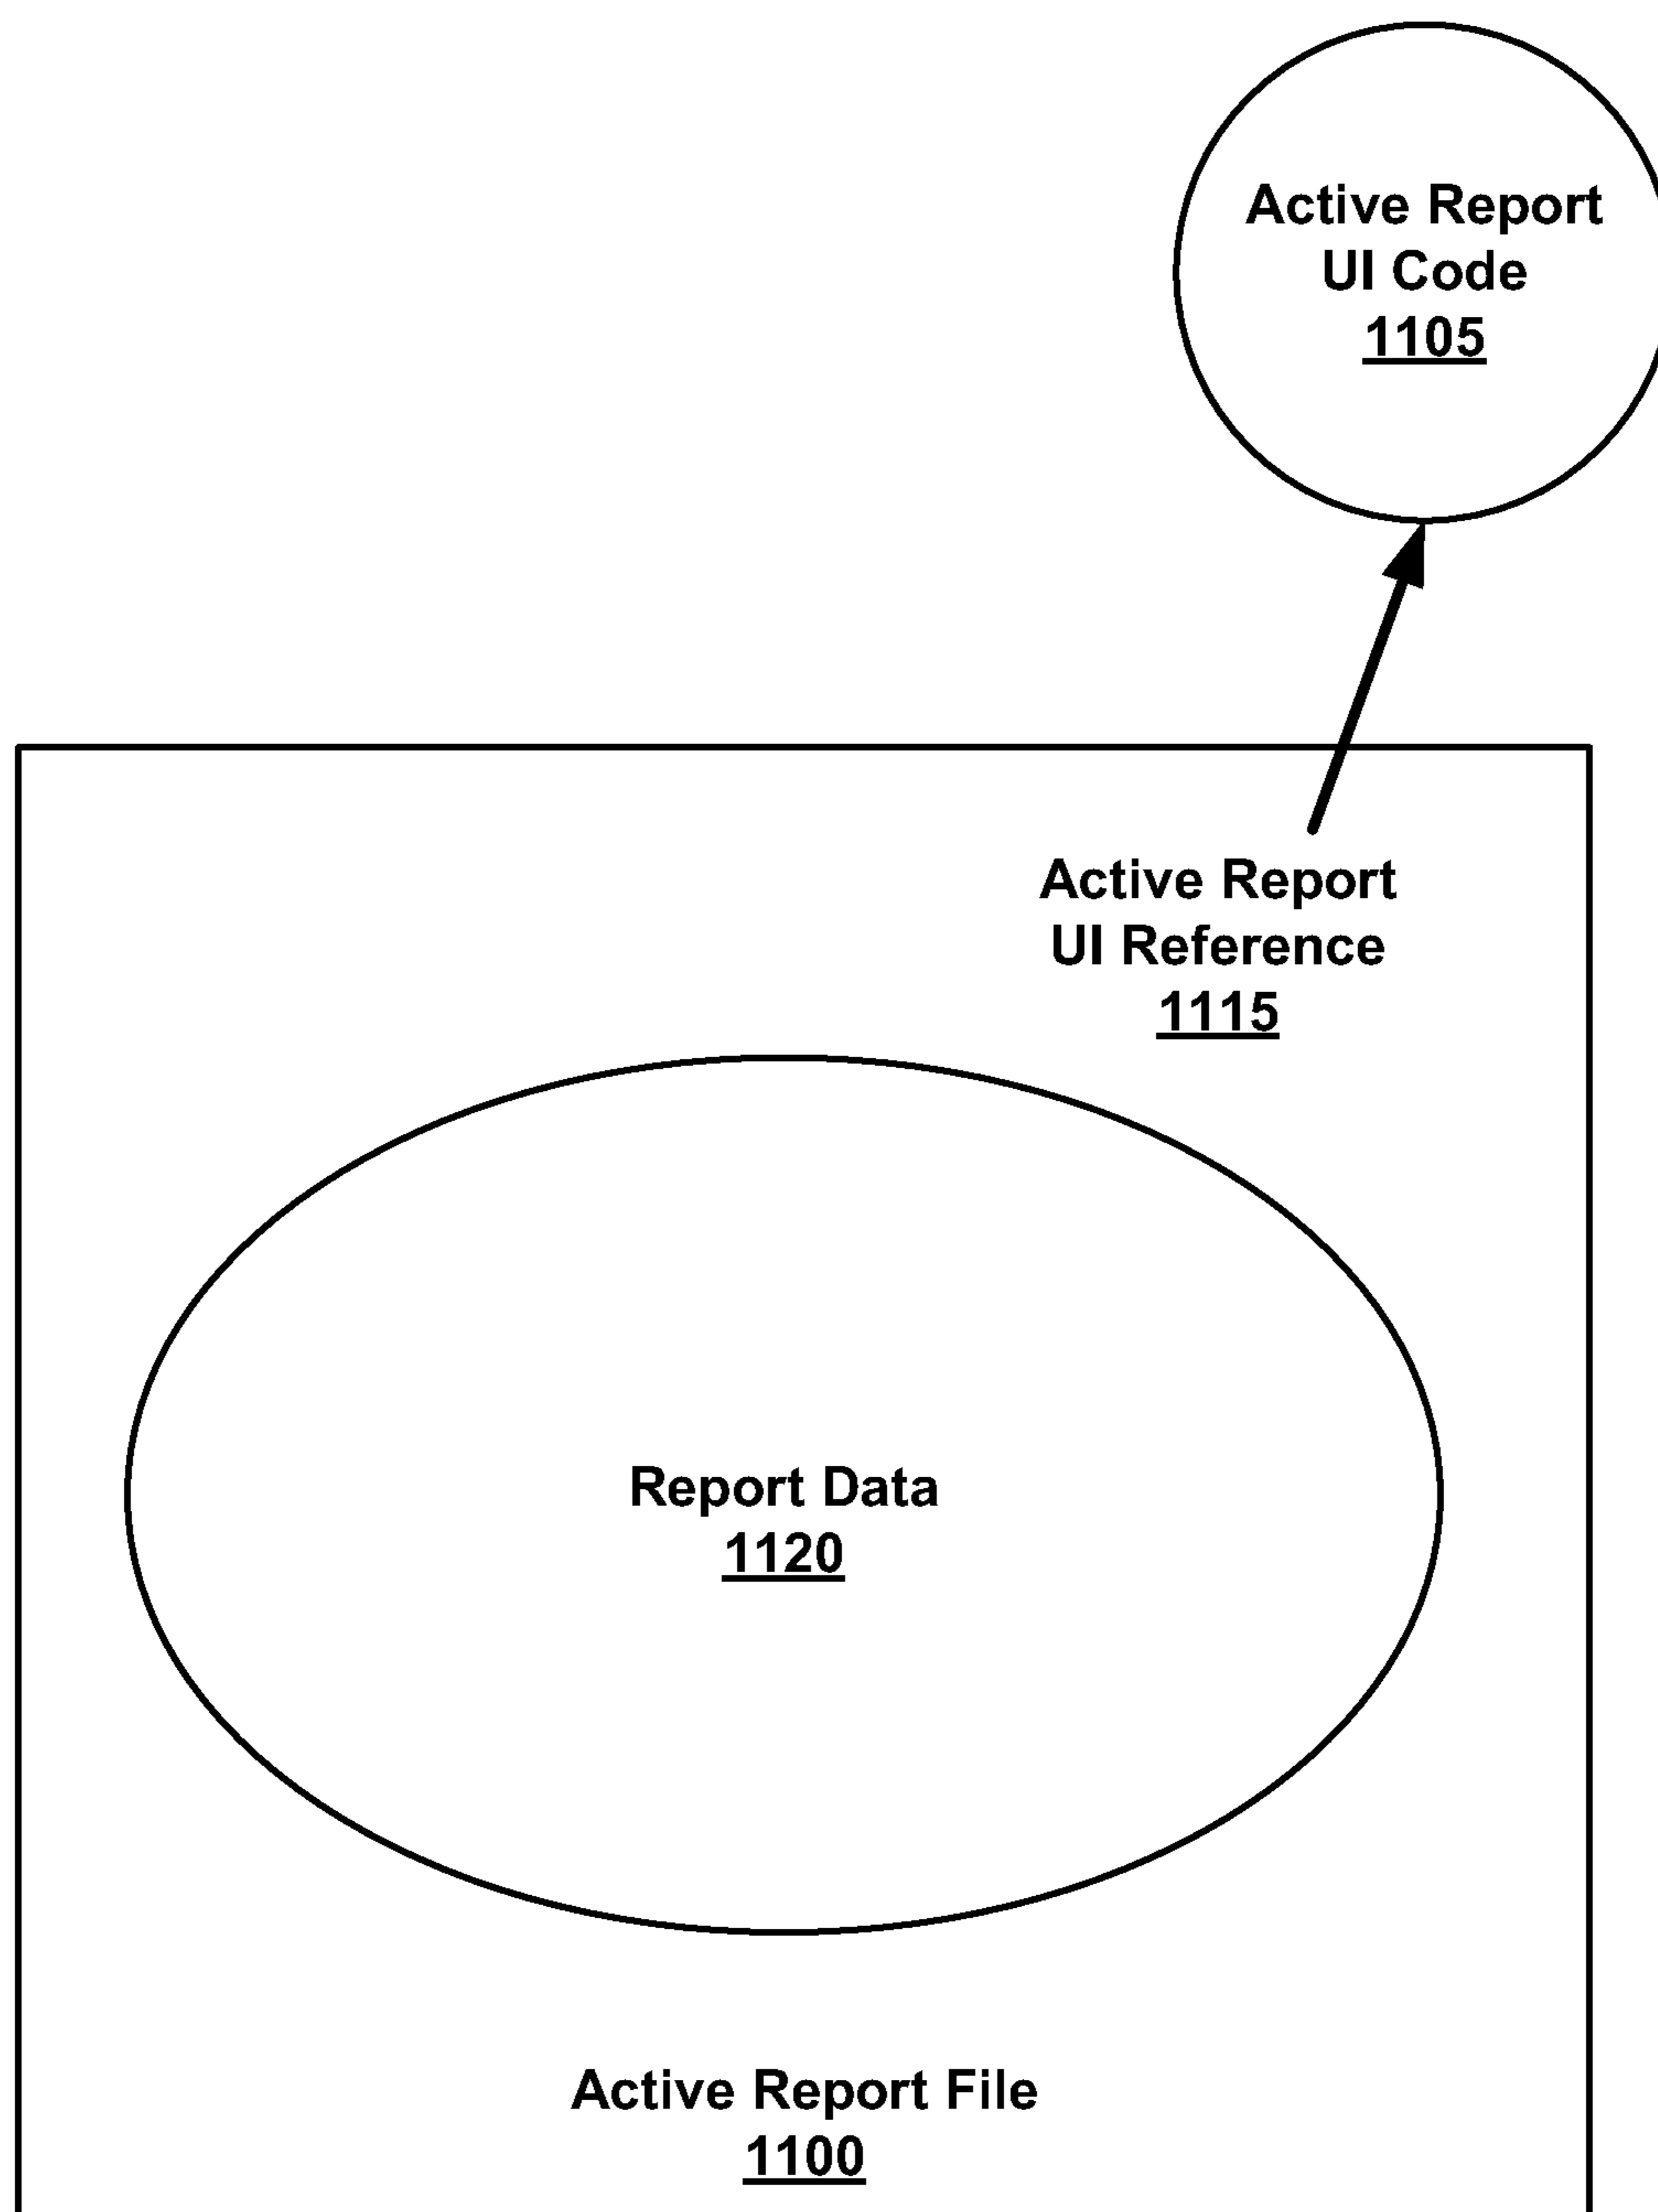 Active Report
UI Code
1105
Active Report
UI Reference
1115
Report Data
1120
Active Report File
1100